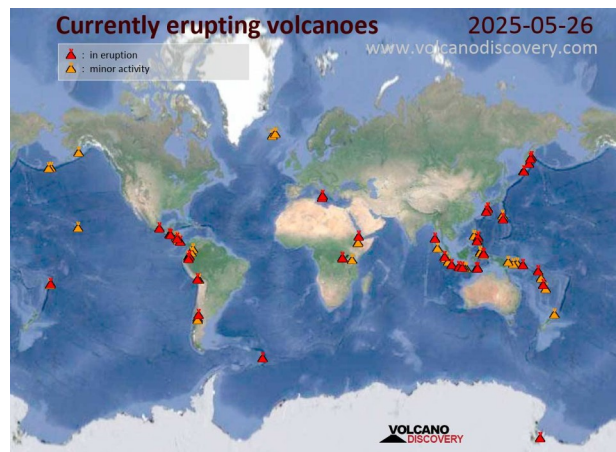 Currently erupting volcanoes
2025-05-26
www.volcanodiscovery.com
: in eruption
: minor activity
VOLCANO
DISCOVERY